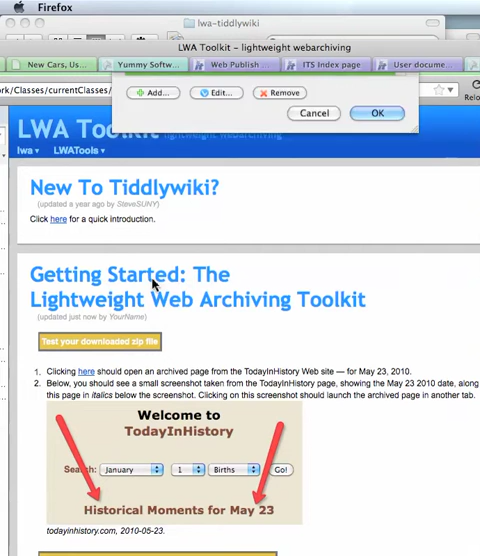 Firefox
lwa-tiddlywiki
LWA Toolkit – lightweight webarchiving
New Cars, Us...
Yummy Softw...
Web Publish ...
ITS Index page
User docume...
Add...
Edit...
Remove
rk/Classes/currentClasses/
Relo
Cancel
OK
LWA Toolkit lightweight webarchiving
lwa
LWATools
New To Tiddlywiki?
(updated a year ago by SteveSUNY)
Click here for a quick introduction.
Getting Started: The
Lightweight Web Archiving Toolkit
(updated just now by YourName)
Test your downloaded zip file
1. Clicking here should open an archived page from the TodayInHistory Web site — for May 23, 2010.
2. Below, you should see a small screenshot taken from the TodayInHistory page, showing the May 23 2010 date, along
this page in italics below the screenshot. Clicking on this screenshot should launch the archived page in another tab.
Welcome to
TodayInHistory
Search: January 1 Births Go!
Historical Moments for May 23
todayinhistory.com, 2010-05-23.